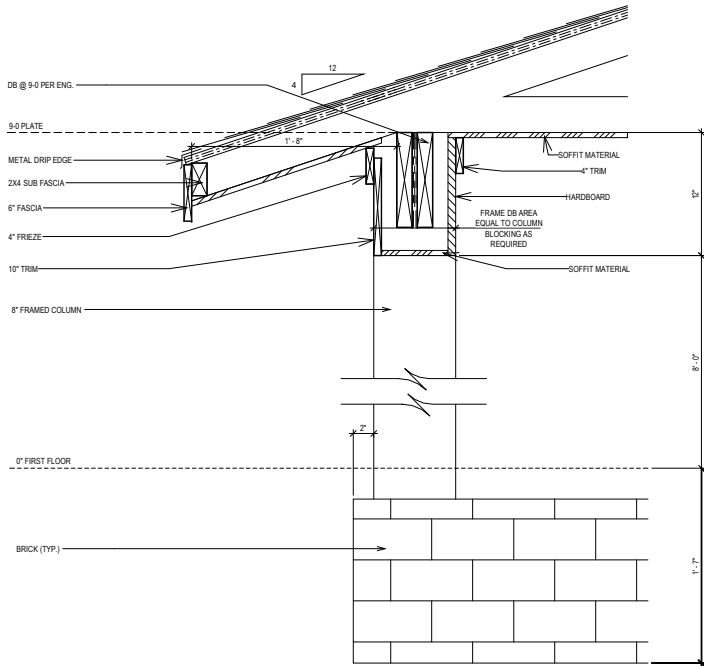 12
4
DB @ 9-0 PER ENG.
9-0 PLATE
1' - 8"
METAL DRIP EDGE
SOFFIT MATERIAL
4" TRIM
2X4 SUB FASCIA
HARDBOARD
12"
6" FASCIA
FRAME DB AREA
EQUAL TO COLUMN
BLOCKING AS
REQUIRED
4" FRIEZE
10" TRIM
SOFFIT MATERIAL
8" FRAMED COLUMN
8' - 0"
2"
0" FIRST FLOOR
BRICK (TYP.)
1' - 7"